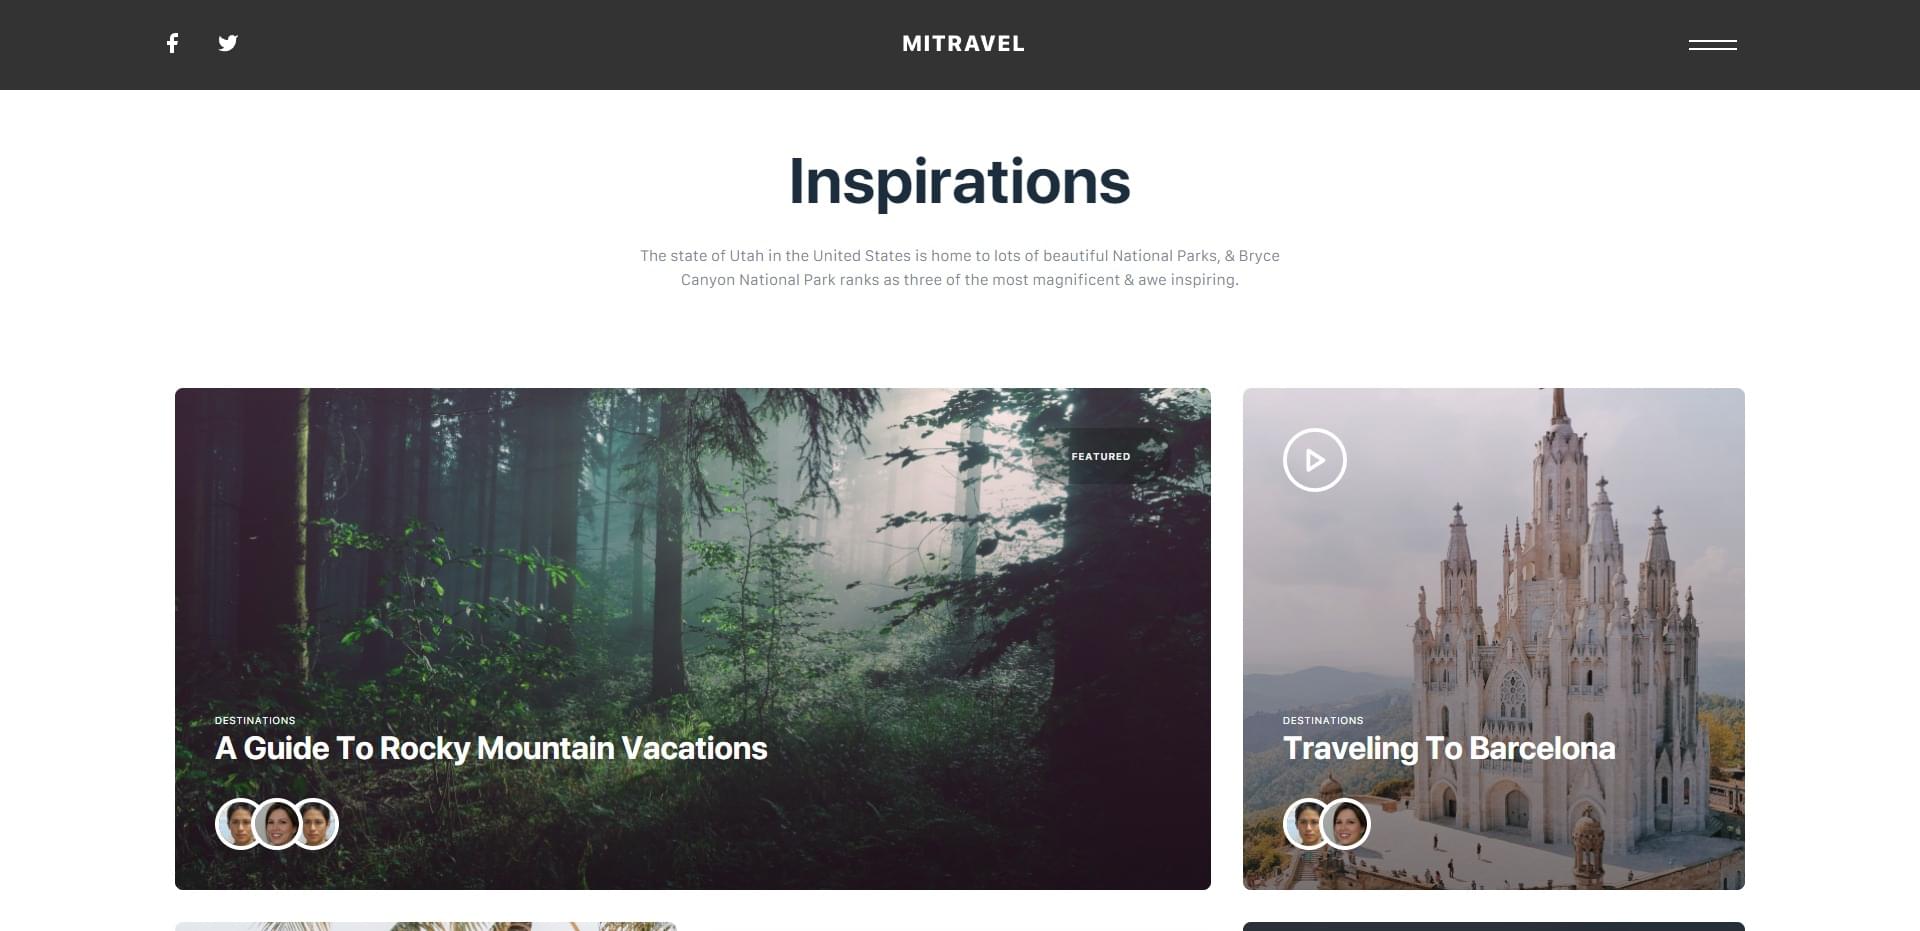 MITRAVEL
Inspirations
The state of Utah in the United States is home to lots of beautiful National Parks, & Bryce
Canyon National Park ranks as three of the most magnificent & awe inspiring.
FEATURED
DESTINATIONS
A Guide To Rocky Mountain Vacations
DESTINATIONS
Traveling To Barcelona